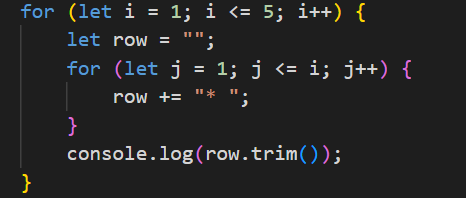 for (let i = 1; i <= 5; i++) {
    let row = "";
    for (let j = 1; j <= i; j++) {
        row += "* ";
    }
    console.log(row.trim());
}